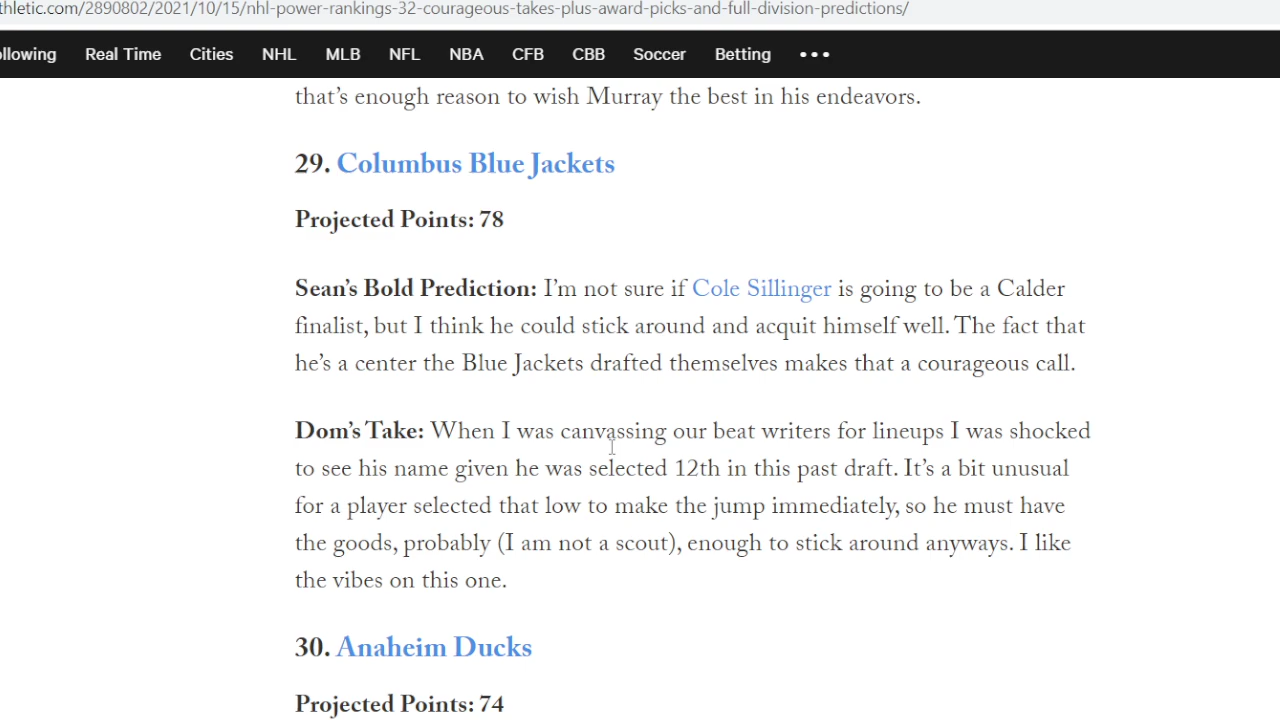 thletic.com/2890802/2021/10/15/nhl-power-rankings-32-courageous-takes-plus-award-picks-and-full-division-predictions/
ollowing Real Time Cities NHL MLB NFL NBA CFB CBB Soccer Betting •••
that's enough reason to wish Murray the best in his endeavors.
29. Columbus Blue Jackets
Projected Points: 78
Sean's Bold Prediction: I'm not sure if Cole Sillinger is going to be a Calder
finalist, but I think he could stick around and acquit himself well. The fact that
he's a center the Blue Jackets drafted themselves makes that a courageous call.
Dom's Take: When I was canvassing our beat writers for lineups I was shocked
to see his name given he was selected 12th in this past draft. It's a bit unusual
for a player selected that low to make the jump immediately, so he must have
the goods, probably (I am not a scout), enough to stick around anyways. I like
the vibes on this one.
30. Anaheim Ducks
Projected Points: 74